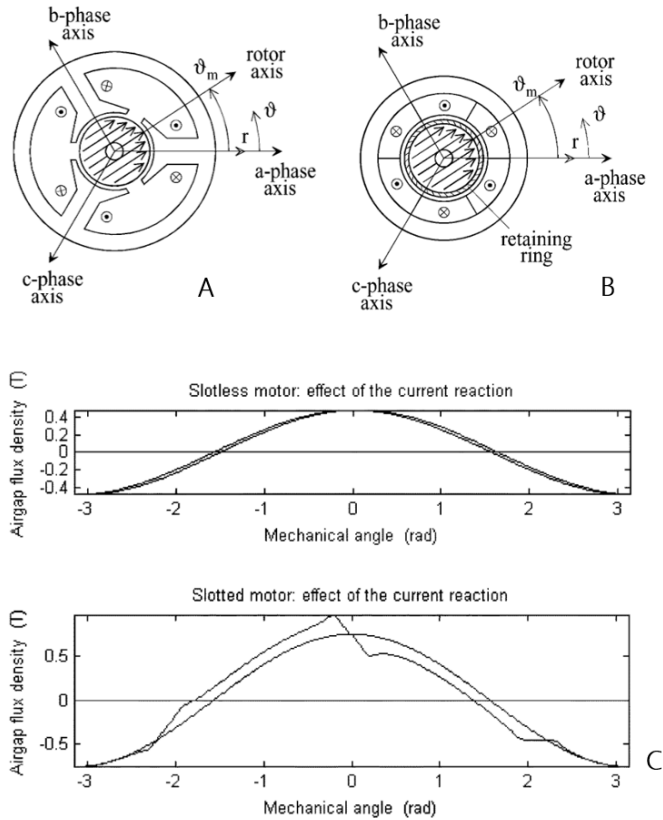 b-phase
axis
rotor
axis
ϑm
ϑ
r
a-phase
axis
c-phase
axis
A
b-phase
axis
rotor
axis
ϑm
ϑ
r
a-phase
axis
retaining
ring
c-phase
axis
B
Slotless motor: effect of the current reaction
Airgap flux density (T)
0.4
0.2
0
-0.2
-0.4
-3 -2 -1 0 1 2 3
Mechanical angle (rad)
Slotted motor: effect of the current reaction
Airgap flux density (T)
0.5
0
-0.5
-3 -2 -1 0 1 2 3
Mechanical angle (rad)
C